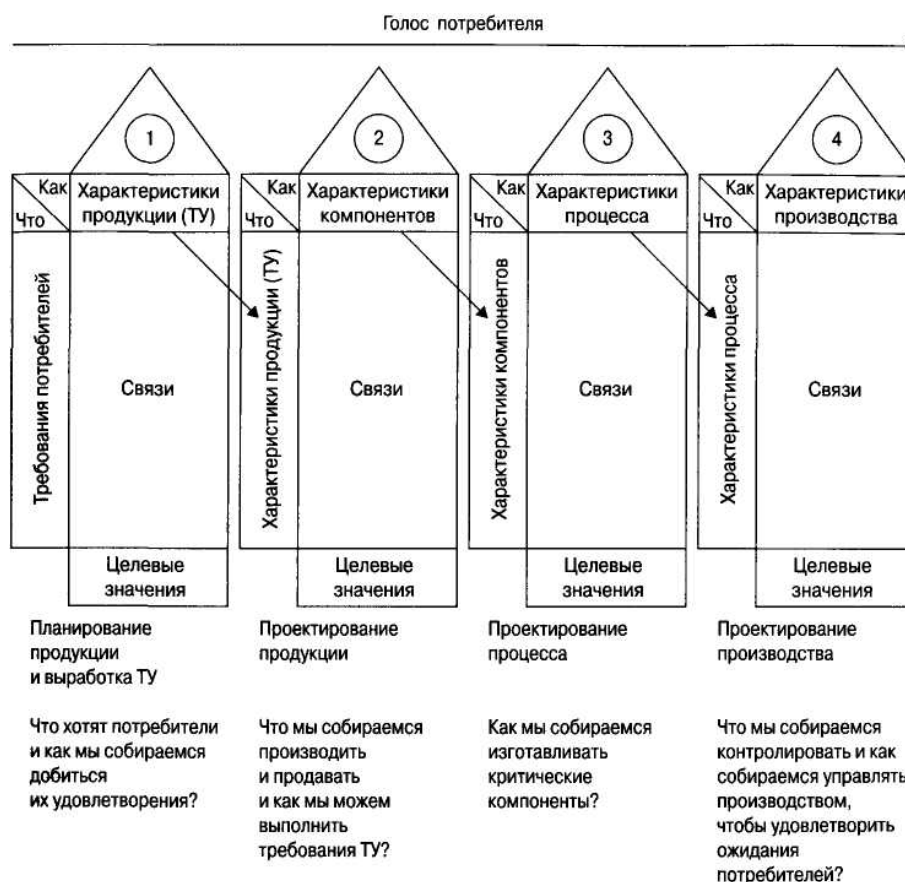 Голос потребителя
1
Как
Что
Характеристики
продукции (ТУ)
Требования потребителей
Связи
Целевые
значения
Планирование
продукции
и выработка ТУ
Что хотят потребители
и как мы собираемся
добиться
их удовлетворения?
2
Как
Что
Характеристики
компонентов
Характеристики продукции (ТУ)
Связи
Целевые
значения
Проектирование
продукции
Что мы собираемся
производить
и продавать
и как мы можем
выполнить
требования ТУ?
3
Как
Что
Характеристики
процесса
Характеристики компонентов
Связи
Целевые
значения
Проектирование
процесса
Как мы собираемся
изготавливать
критические
компоненты?
4
Как
Что
Характеристики
производства
Характеристики процесса
Связи
Целевые
значения
Проектирование
производства
Что мы собираемся
контролировать и как
собираемся управлять
производством,
чтобы удовлетворить
ожидания
потребителей?